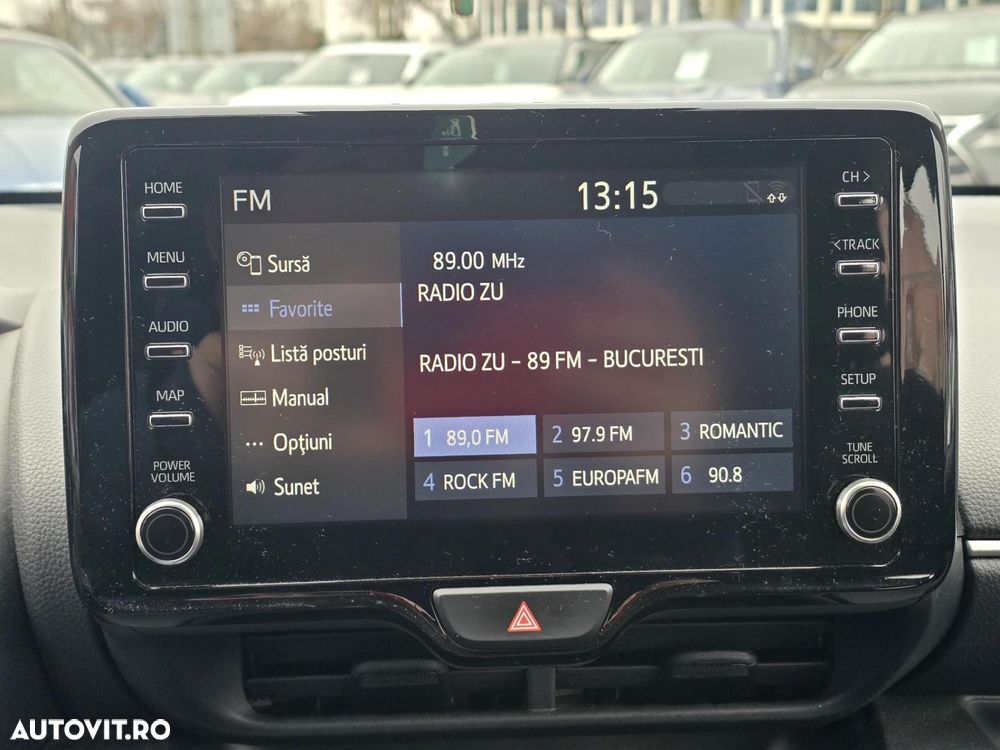 FM
13:15
HOME
MENU
AUDIO
MAP
POWER
VOLUME
Sursă
Favorite
Listă posturi
Manual
Opţiuni
Sunet
89.00 MHz
RADIO ZU
RADIO ZU - 89 FM - BUCURESTI
1 89,0 FM
2 97.9 FM
3 ROMANTIC
4 ROCK FM
5 EUROPAFM
6 90.8
CH >
< TRACK
PHONE
SETUP
TUNE
SCROLL
AUTOVIT.RO